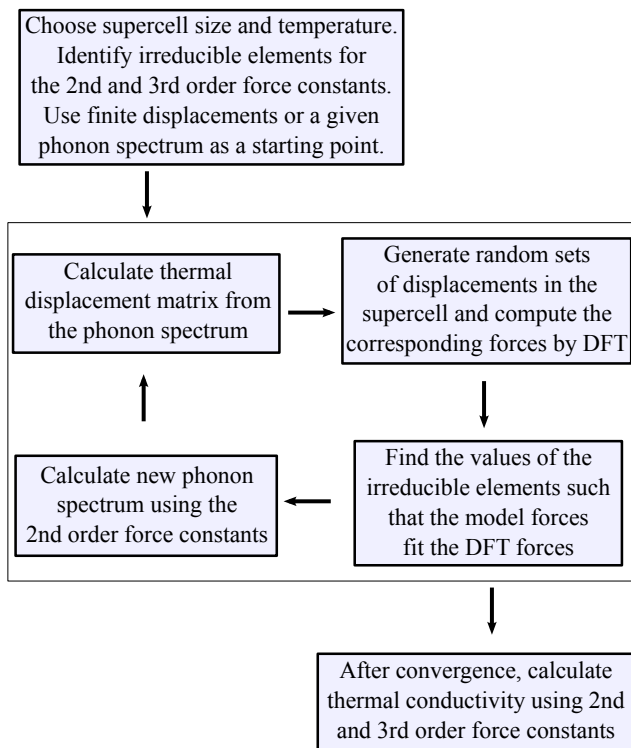 Choose supercell size and temperature.
Identify irreducible elements for
the 2nd and 3rd order force constants.
Use finite displacements or a given
phonon spectrum as a starting point.
Calculate thermal
displacement matrix from
the phonon spectrum
Generate random sets
of displacements in the
supercell and compute the
corresponding forces by DFT
Find the values of the
irreducible elements such
that the model forces
fit the DFT forces
Calculate new phonon
spectrum using the
2nd order force constants
After convergence, calculate
thermal conductivity using 2nd
and 3rd order force constants